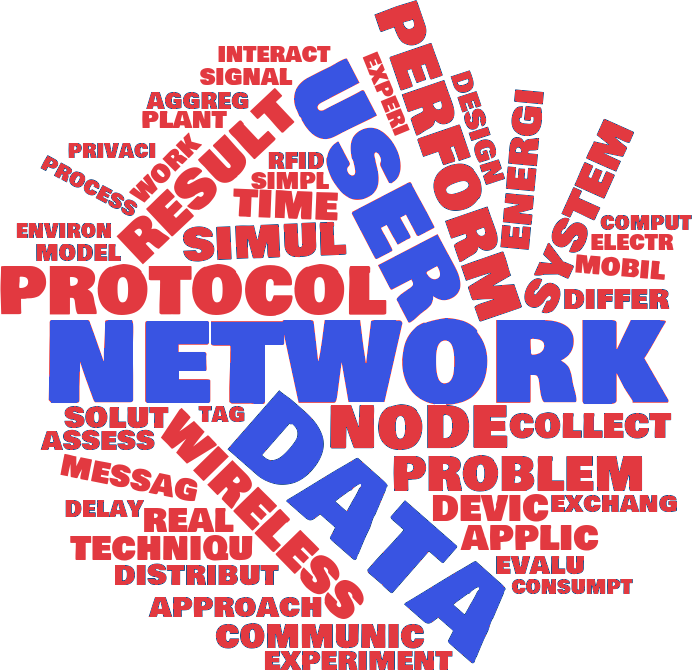 INTERACT
SIGNAL
AGGREG
PLANT
PRIVACI
PROCESS
WORK
RESULT
USER
EXPERI
PERFORM
DESIGN
ENERGI
SYSTEM
RFID
SIMPL
TIME
SIMUL
ENVIRON
MODEL
COMPUT
ELECTR
MOBIL
DIFFER
PROTOCOL
NETWORK
SOLUT
TAG
ASSESS
WIRELESS
DATA
NODE
COLLECT
MESSAG
PROBLEM
DELAY
REAL
DEVIC
EXCHANG
TECHNIQU
APPLIC
DISTRIBUT
EVALU
CONSUMPT
APPROACH
COMMUNIC
EXPERIMENT